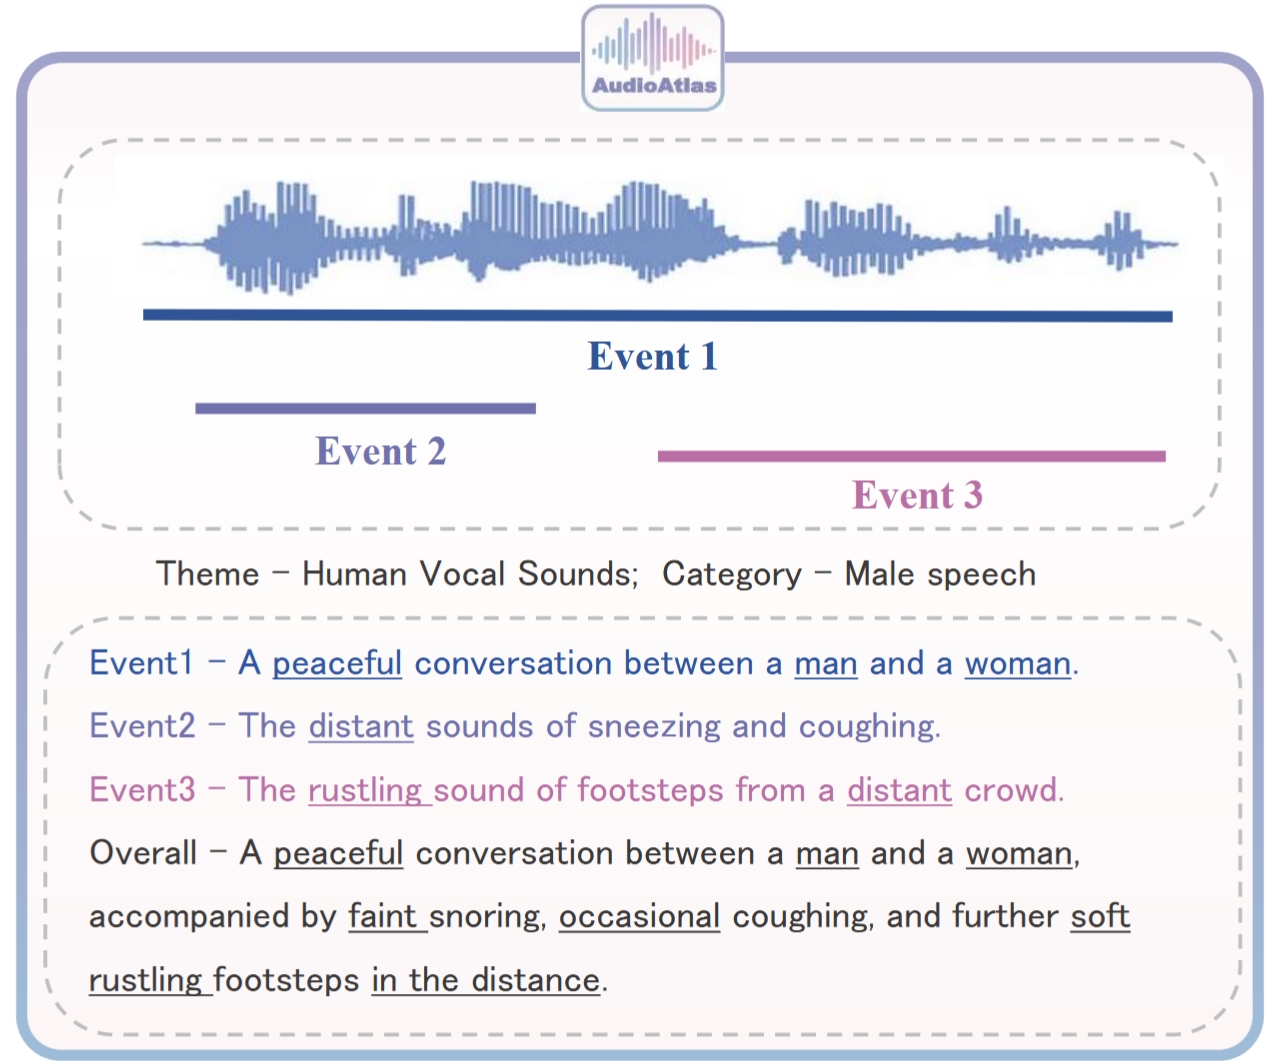 AudioAtlas
Event 1
Event 2
Event 3
Theme – Human Vocal Sounds; Category – Male speech
Event1 – A peaceful conversation between a man and a woman.
Event2 – The distant sounds of sneezing and coughing.
Event3 – The rustling sound of footsteps from a distant crowd.
Overall – A peaceful conversation between a man and a woman,
accompanied by faint snoring, occasional coughing, and further soft
rustling footsteps in the distance.